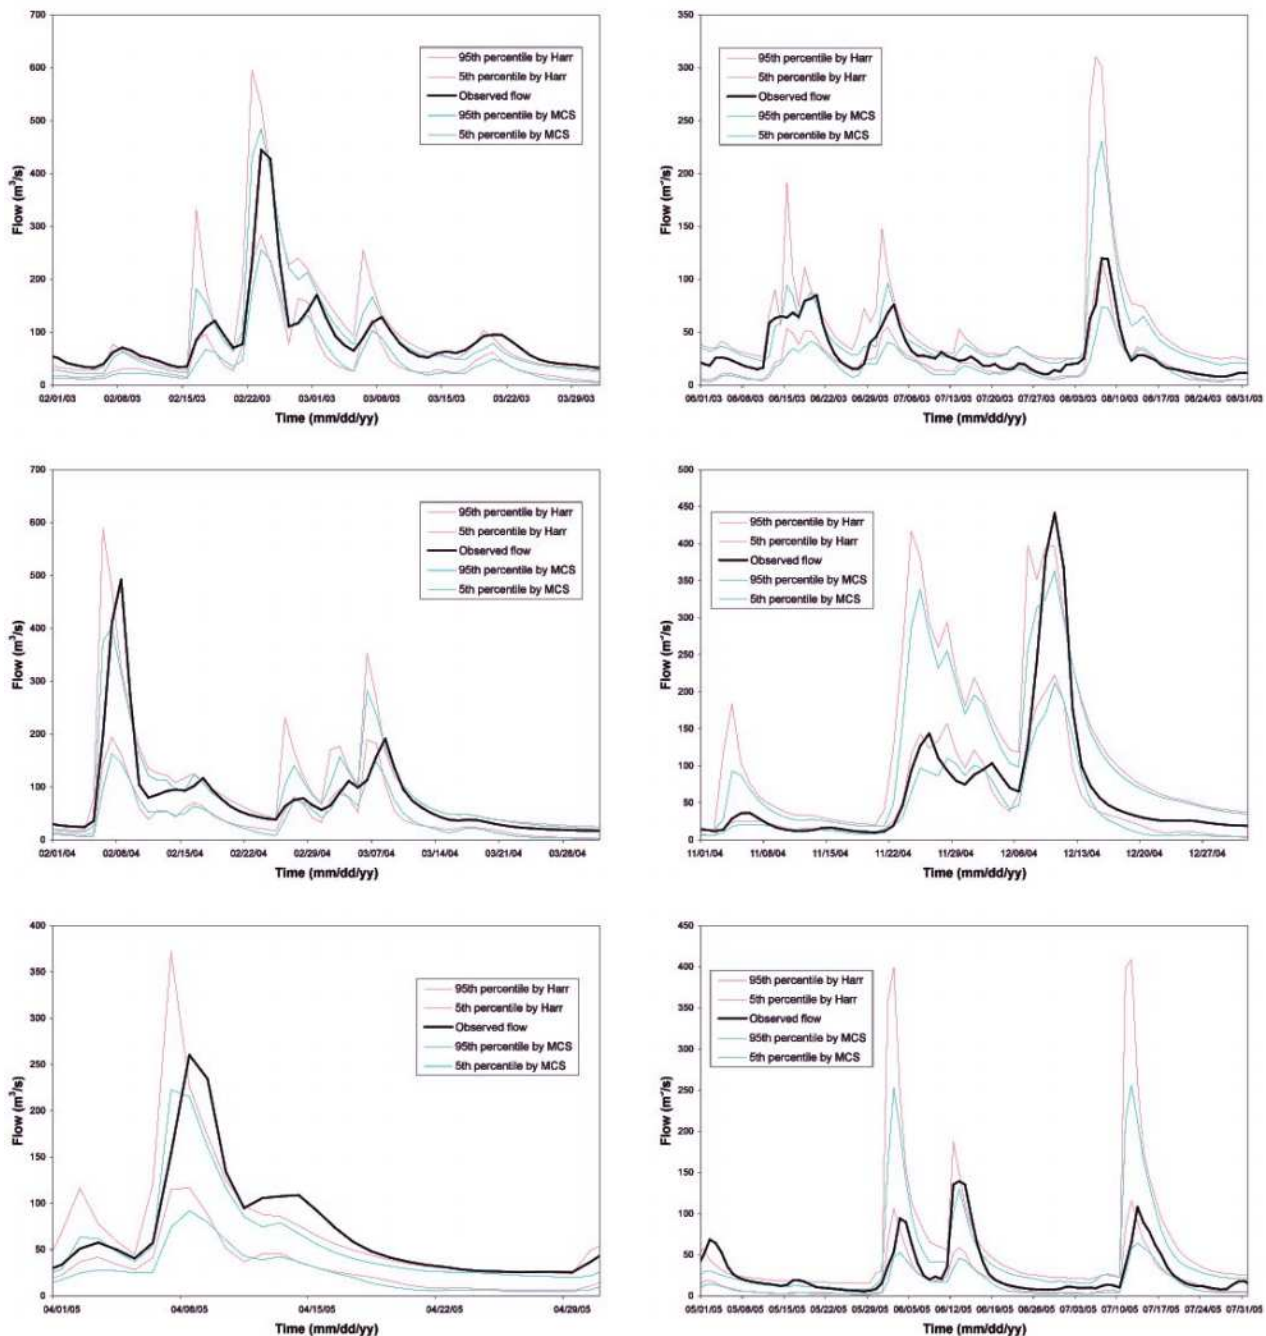 700
600
500
400
300
200
100
0
Flow (m³/s)
95th percentile by Harr
5th percentile by Harr
Observed flow
95th percentile by MCS
5th percentile by MCS
02/01/03 02/08/03 02/15/03 02/22/03 03/01/03 03/08/03 03/15/03 03/22/03 03/29/03
Time (mm/dd/yy)
350
300
250
200
150
100
50
0
Flow (m³/s)
95th percentile by Harr
5th percentile by Harr
Observed flow
95th percentile by MCS
5th percentile by MCS
06/01/03 06/08/03 06/15/03 06/22/03 06/29/03 07/06/03 07/13/03 07/20/03 07/27/03 08/03/03 08/10/03 08/17/03 08/24/03 08/31/03
Time (mm/dd/yy)
700
600
500
400
300
200
100
0
Flow (m³/s)
95th percentile by Harr
5th percentile by Harr
Observed flow
95th percentile by MCS
5th percentile by MCS
02/01/04 02/08/04 02/15/04 02/22/04 02/29/04 03/07/04 03/14/04 03/21/04 03/28/04
Time (mm/dd/yy)
500
450
400
350
300
250
200
150
100
50
0
Flow (m³/s)
95th percentile by Harr
5th percentile by Harr
Observed flow
95th percentile by MCS
5th percentile by MCS
11/01/04 11/08/04 11/15/04 11/22/04 11/29/04 12/06/04 12/13/04 12/20/04 12/27/04
Time (mm/dd/yy)
400
350
300
250
200
150
100
50
0
Flow (m³/s)
95th percentile by Harr
5th percentile by Harr
Observed flow
95th percentile by MCS
5th percentile by MCS
04/01/05 04/08/05 04/15/05 04/22/05 04/29/05
Time (mm/dd/yy)
450
400
350
300
250
200
150
100
50
0
Flow (m³/s)
95th percentile by Harr
5th percentile by Harr
Observed flow
95th percentile by MCS
5th percentile by MCS
05/01/05 05/08/05 05/15/05 05/22/05 05/29/05 06/05/05 06/12/05 06/19/05 06/26/05 07/03/05 07/10/05 07/17/05 07/24/05 07/31/05
Time (mm/dd/yy)